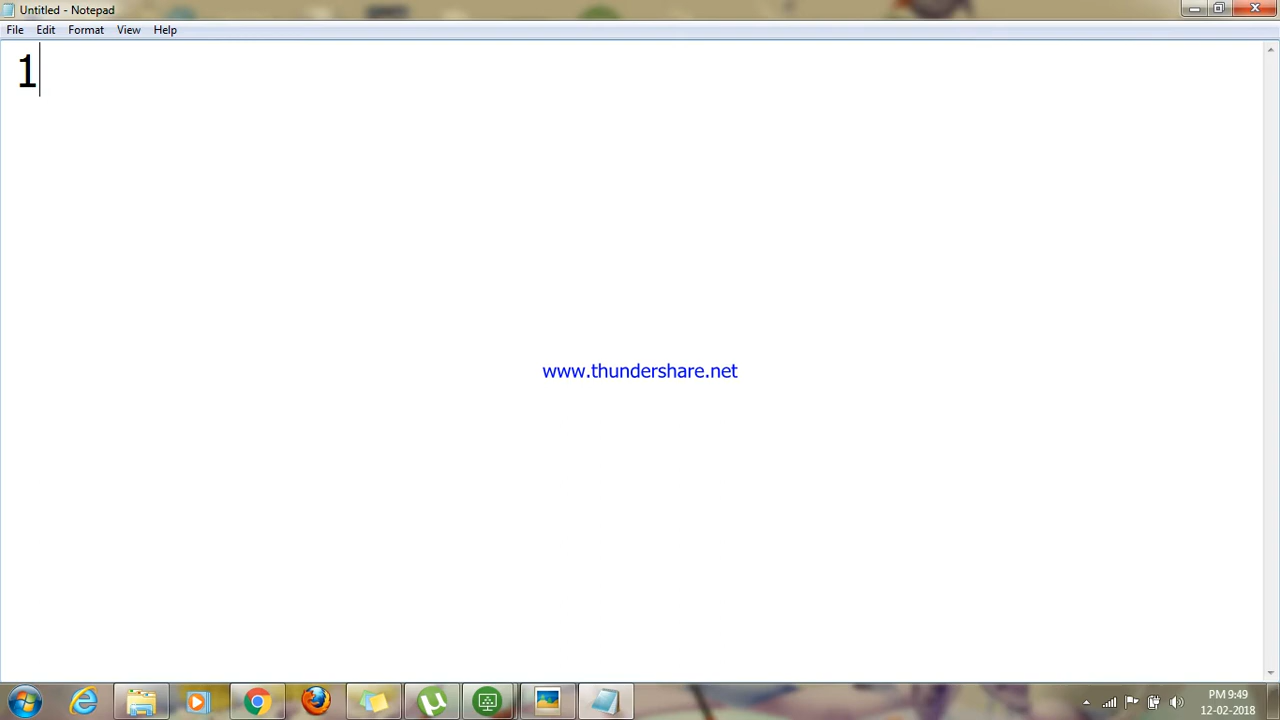 Untitled - Notepad
File Edit Format View Help
1
www.thundershare.net
PM 9:49
12-02-2018